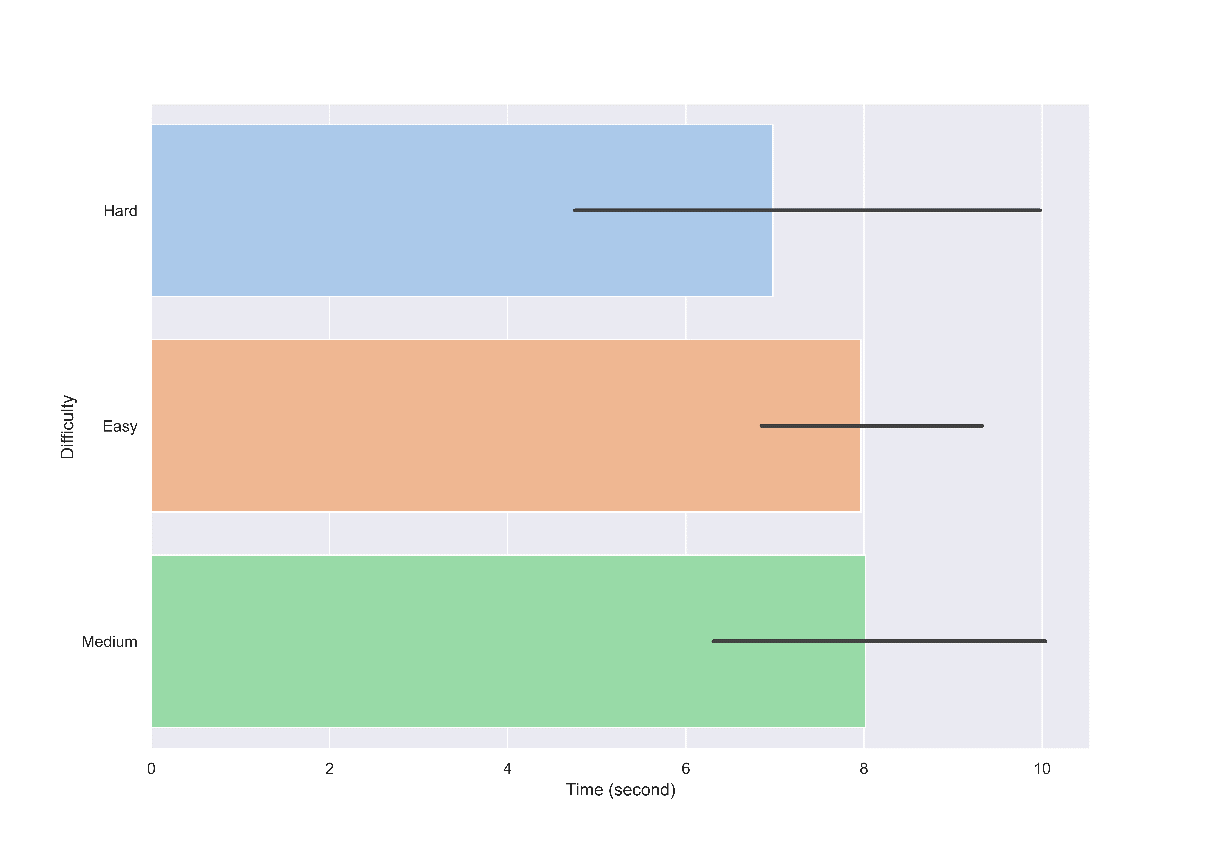 Hard
Easy
Medium
Difficulty
0 2 4 6 8 10
Time (second)